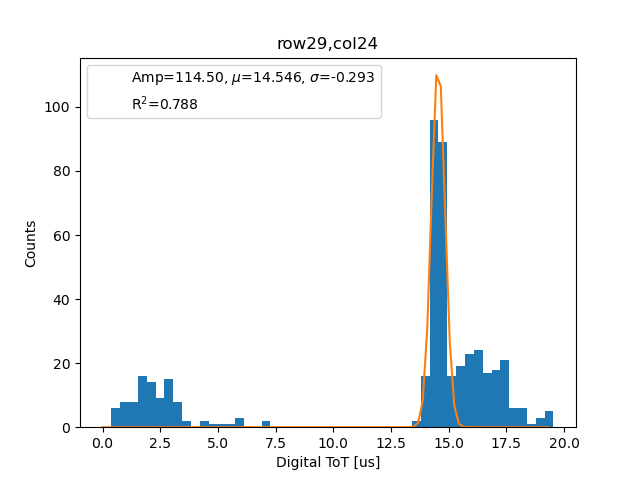 row29,col24
Amp=114.50, μ=14.546, σ=-0.293
R²=0.788
Counts
100
80
60
40
20
0
0.0 2.5 5.0 7.5 10.0 12.5 15.0 17.5 20.0
Digital ToT [us]